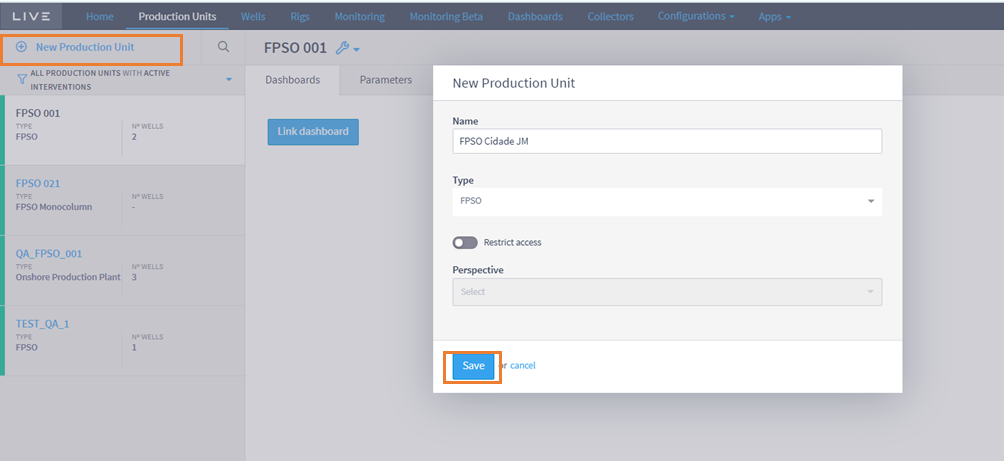 LIVE Home Production Units Wells Rigs Monitoring Monitoring Beta Dashboards Collectors Configurations Apps
New Production Unit
ALL PRODUCTION UNITS WITH ACTIVE
INTERVENTIONS
FPSO 001
TYPE Nº WELLS
FPSO 2
FPSO 021
TYPE Nº WELLS
FPSO Monocolumn -
QA_FPSO_001
TYPE Nº WELLS
Onshore Production Plant 3
TEST_QA_1
TYPE Nº WELLS
FPSO 1
FPSO 001
Dashboards Parameters
Link dashboard
New Production Unit
Name
FPSO Cidade JM
Type
FPSO
Restrict access
Perspective
Select
Save or cancel